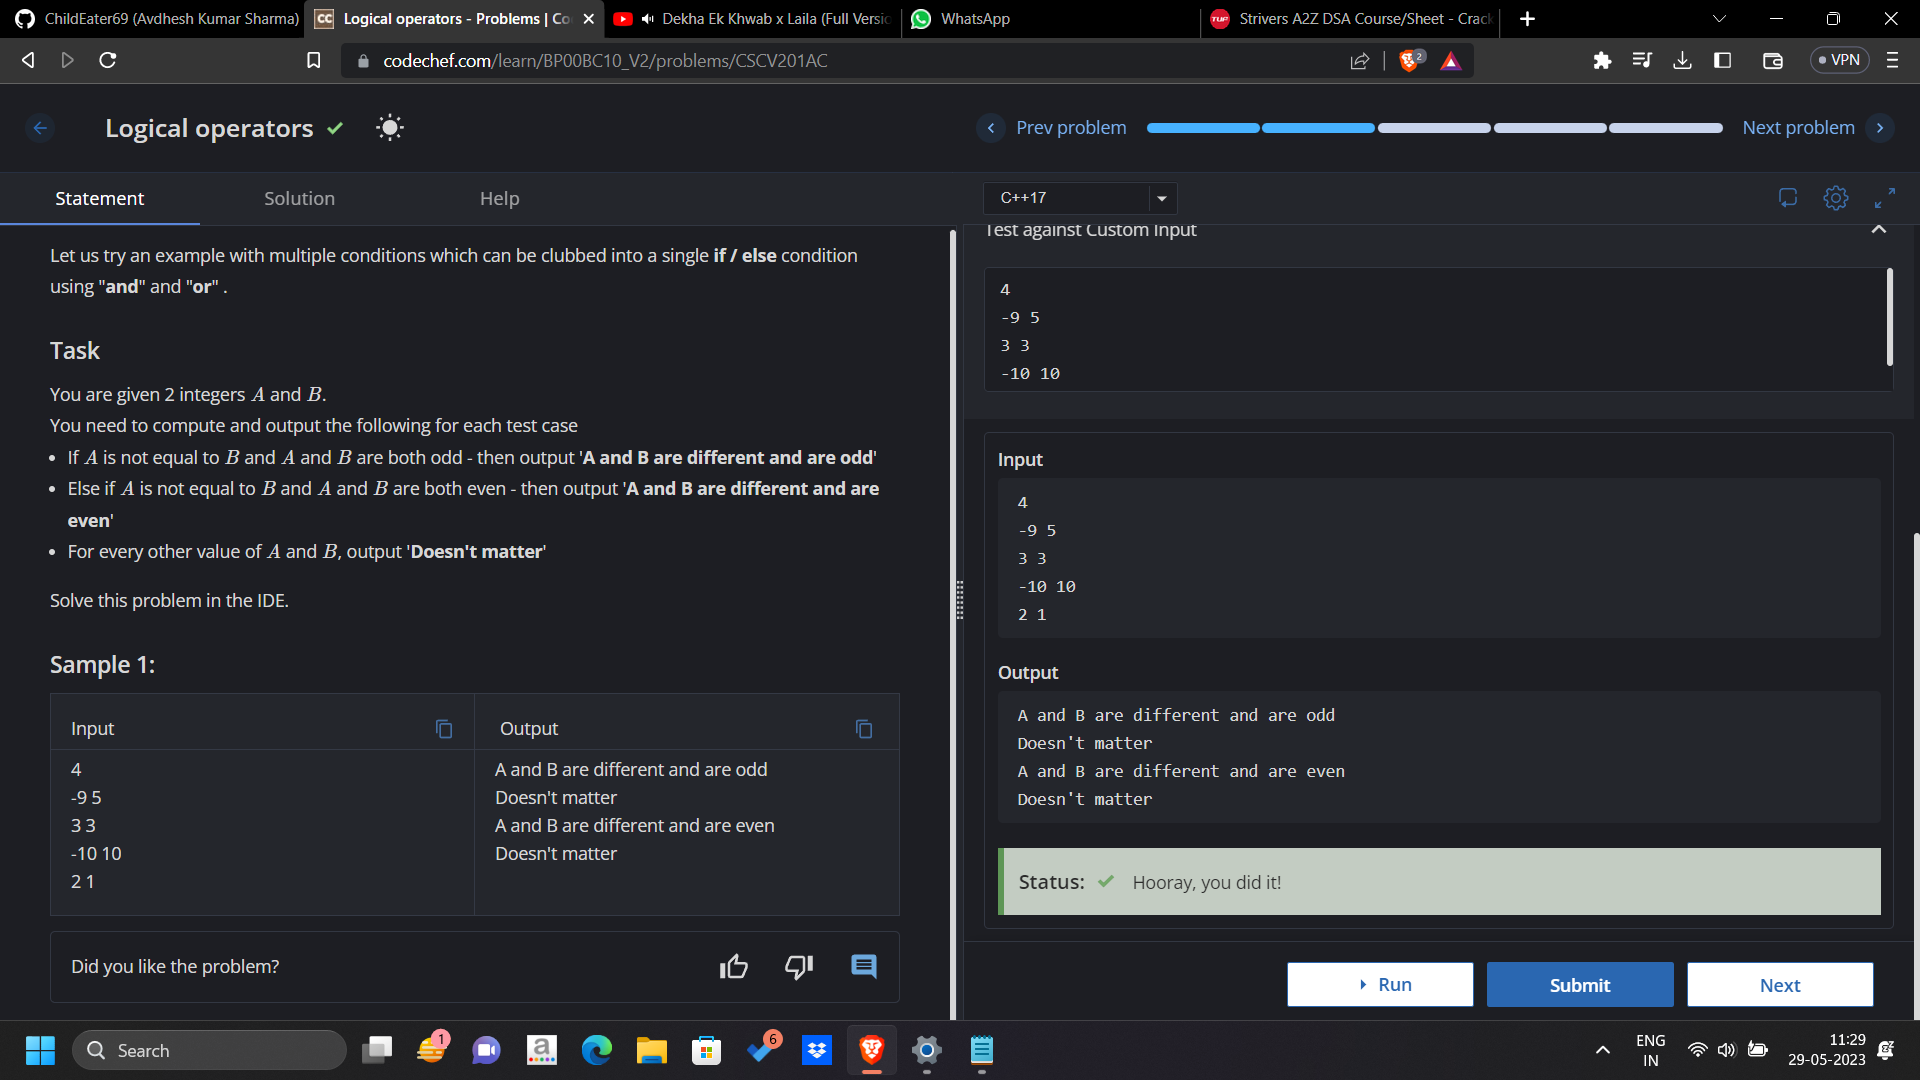 ChildEater69 (Avdhesh Kumar Sharma)
CC Logical operators - Problems | Co
Dekha Ek Khwab x Laila (Full Versio
WhatsApp
TUF Strivers A2Z DSA Course/Sheet - Crack
codechef.com/learn/BP00BC10_V2/problems/CSCV201AC
2
VPN
Logical operators
Prev problem
Next problem
Statement
Solution
Help
C++17
Let us try an example with multiple conditions which can be clubbed into a single if / else condition
using "and" and "or" .
Task
You are given 2 integers A and B.
You need to compute and output the following for each test case
• If A is not equal to B and A and B are both odd - then output 'A and B are different and are odd'
• Else if A is not equal to B and A and B are both even - then output 'A and B are different and are
even'
• For every other value of A and B, output 'Doesn't matter'
Solve this problem in the IDE.
Sample 1:
Input
Output
4
-9 5
3 3
-10 10
2 1
A and B are different and are odd
Doesn't matter
A and B are different and are even
Doesn't matter
Did you like the problem?
Test against Custom Input
4
-9 5
3 3
-10 10
Input
4
-9 5
3 3
-10 10
2 1
Output
A and B are different and are odd
Doesn't matter
A and B are different and are even
Doesn't matter
Status: Hooray, you did it!
Run
Submit
Next
Search
1
a
6
ENG
IN
11:29
29-05-2023